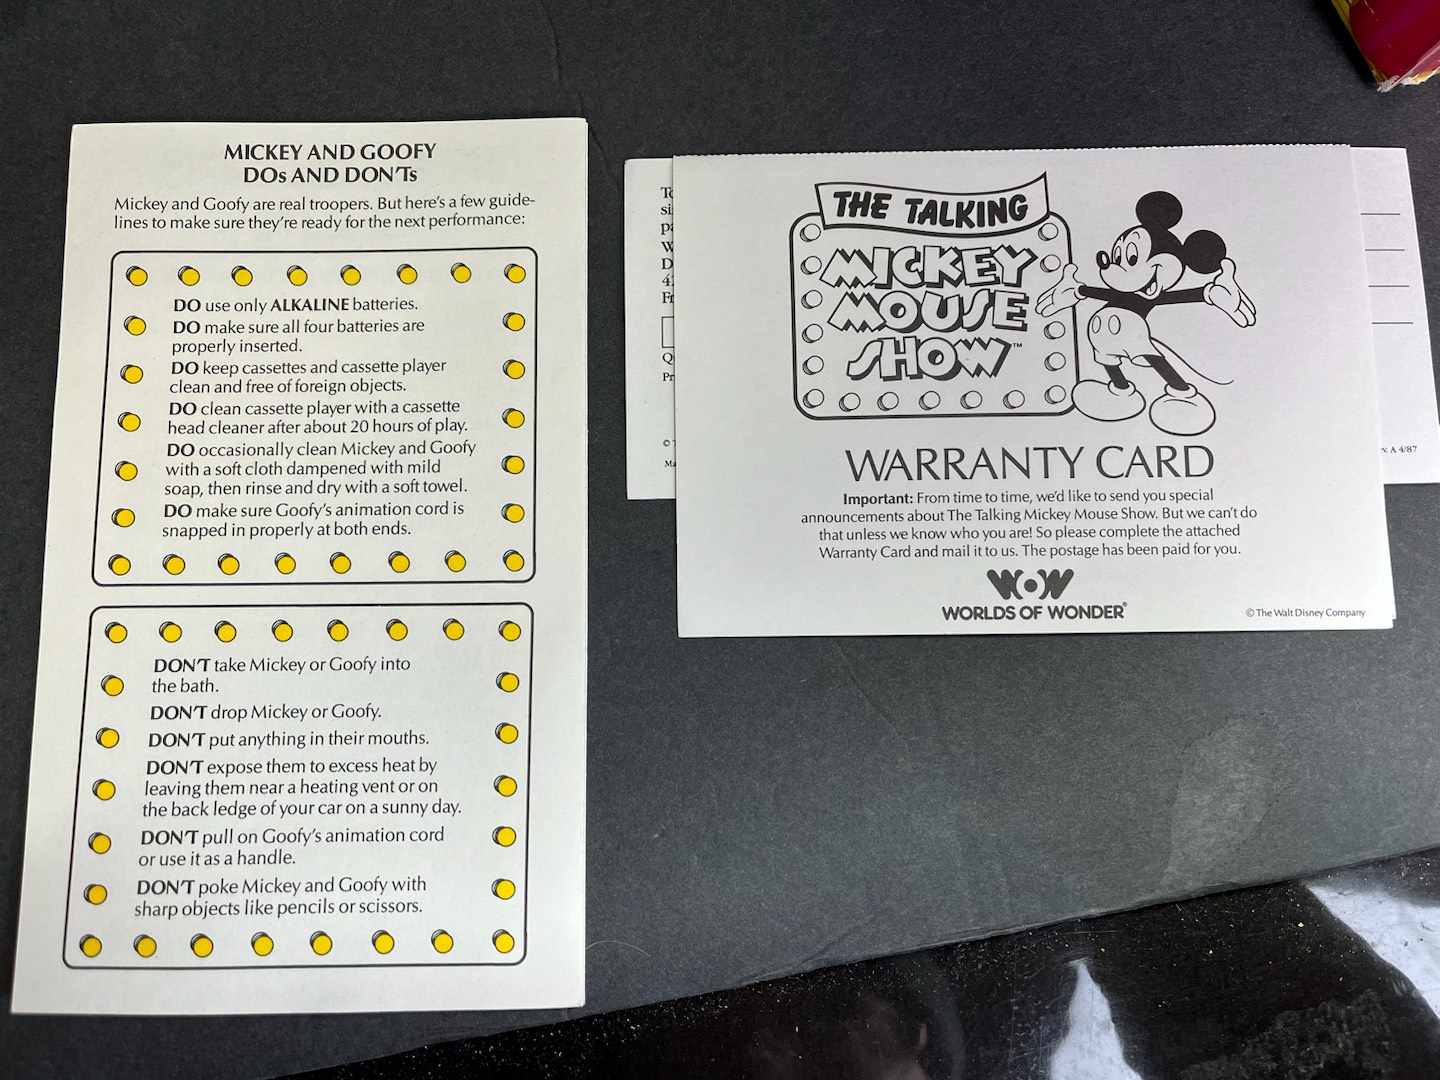 MICKEY AND GOOFY
DOs AND DON'Ts
Mickey and Goofy are real troopers. But here's a few guide-
lines to make sure they're ready for the next performance:
DO use only ALKALINE batteries.
DO make sure all four batteries are
properly inserted.
DO keep cassettes and cassette player
clean and free of foreign objects.
DO clean cassette player with a cassette
head cleaner after about 20 hours of play.
DO occasionally clean Mickey and Goofy
with a soft cloth dampened with mild
soap, then rinse and dry with a soft towel.
DO make sure Goofy's animation cord is
snapped in properly at both ends.
DON'T take Mickey or Goofy into
the bath.
DON'T drop Mickey or Goofy.
DON'T put anything in their mouths.
DON'T expose them to excess heat by
leaving them near a heating vent or on
the back ledge of your car on a sunny day.
DON'T pull on Goofy's animation cord
or use it as a handle.
DON'T poke Mickey and Goofy with
sharp objects like pencils or scissors.
THE TALKING
MICKEY
MOUSE
SHOW™
WARRANTY CARD
Important: From time to time, we'd like to send you special
announcements about The Talking Mickey Mouse Show. But we can't do
that unless we know who you are! So please complete the attached
Warranty Card and mail it to us. The postage has been paid for you.
WOW
WORLDS OF WONDER®
© The Walt Disney Company
A 4/87